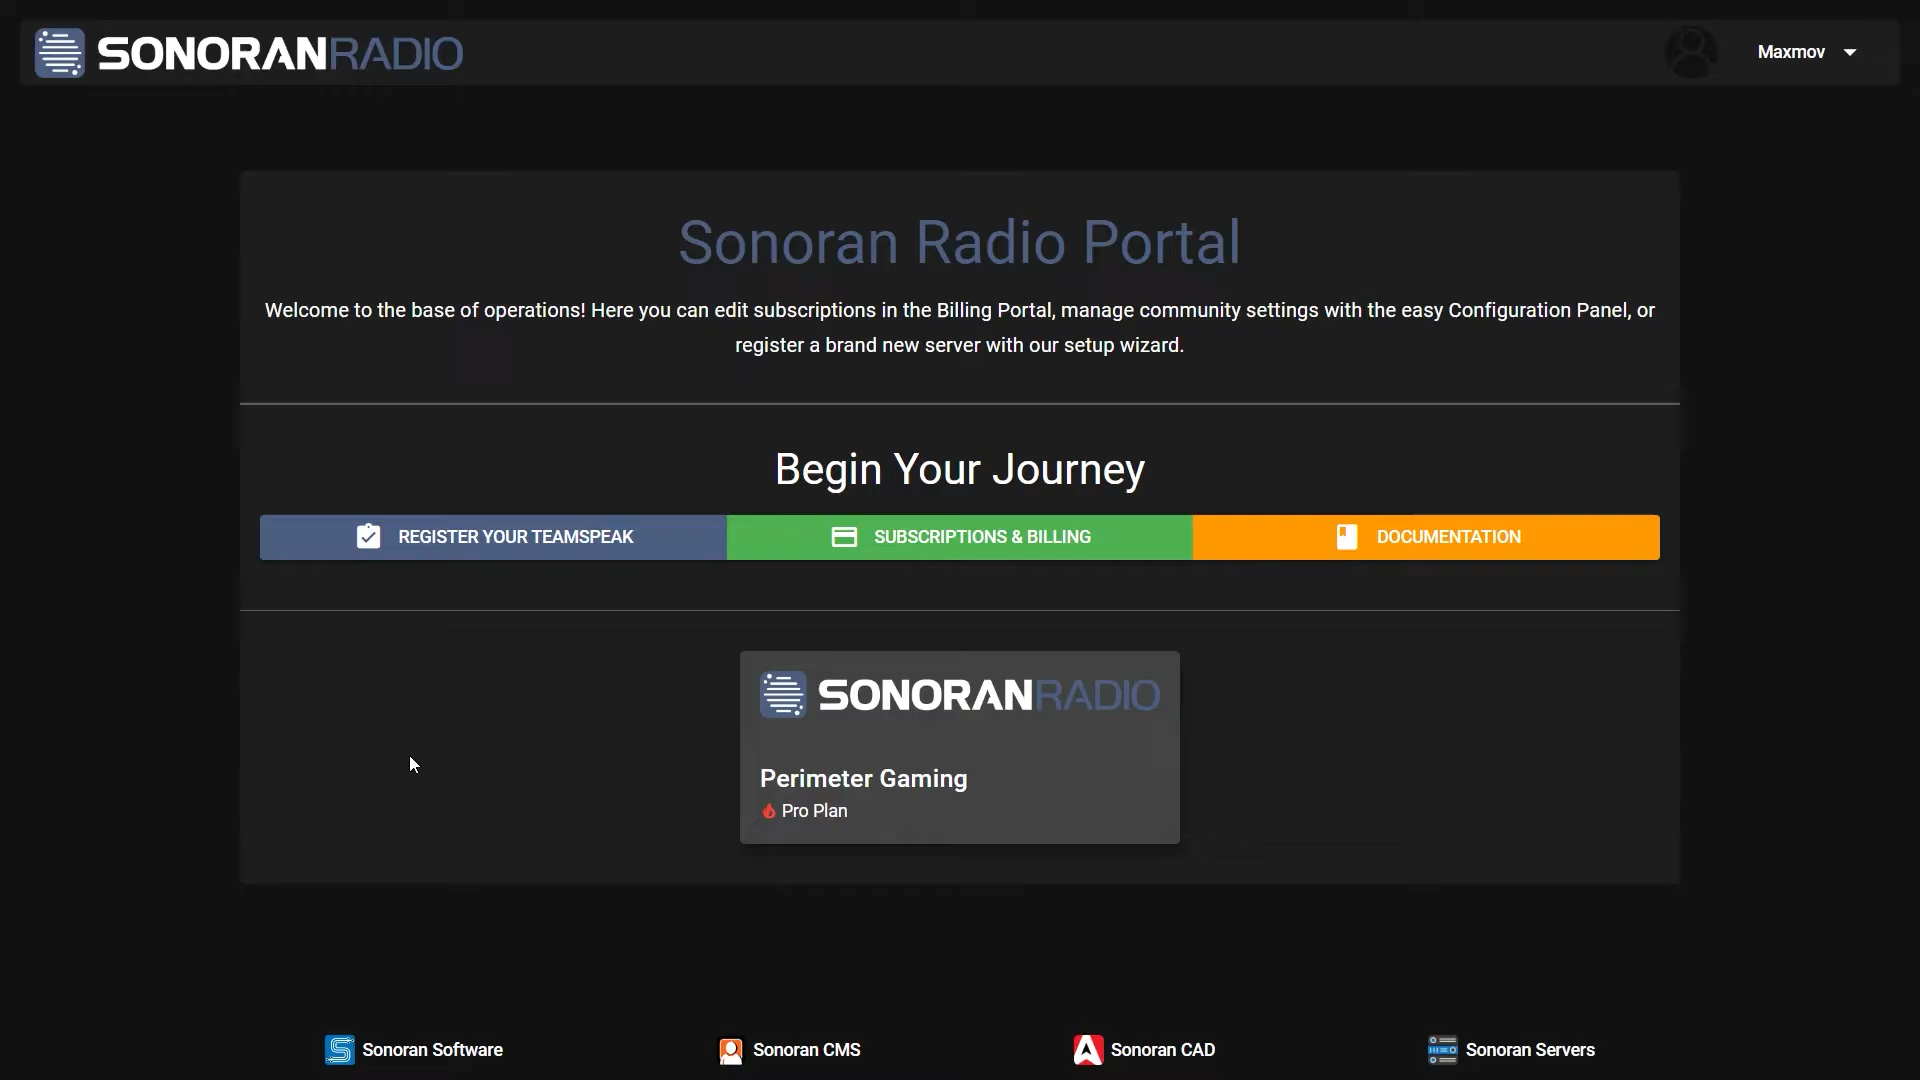 SONORANRADIO
Maxmov
Sonoran Radio Portal
Welcome to the base of operations! Here you can edit subscriptions in the Billing Portal, manage community settings with the easy Configuration Panel, or
register a brand new server with our setup wizard.
Begin Your Journey
REGISTER YOUR TEAMSPEAK
SUBSCRIPTIONS & BILLING
DOCUMENTATION
SONORANRADIO
Perimeter Gaming
Pro Plan
Sonoran Software
Sonoran CMS
Sonoran CAD
Sonoran Servers